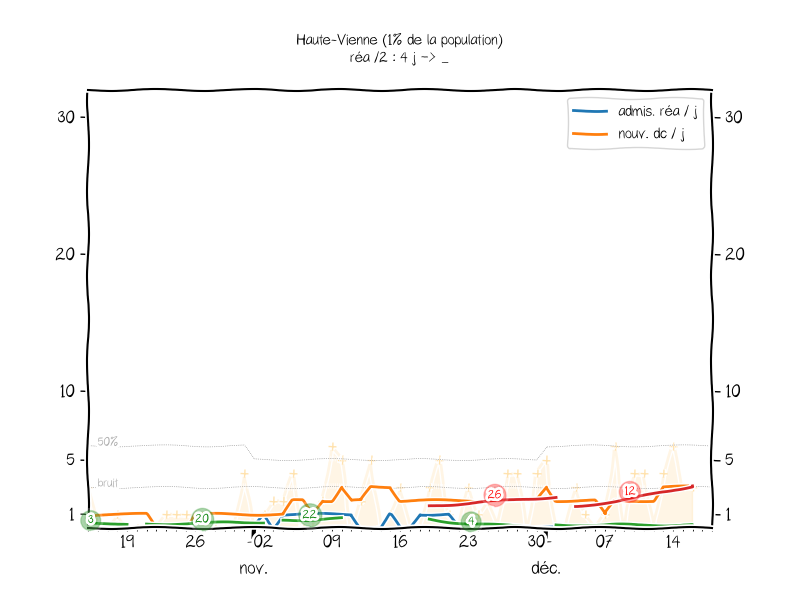 Haute-Vienne (1% de la population)
réa /2 : 4 j -> _
admis. réa / j
nouv. dc / j
30 30
20 20
10 10
50%
5 5
bruit
26 12
1 3 20 22 4 1
19 26 02 09 16 23 30 07 14
nov. déc.